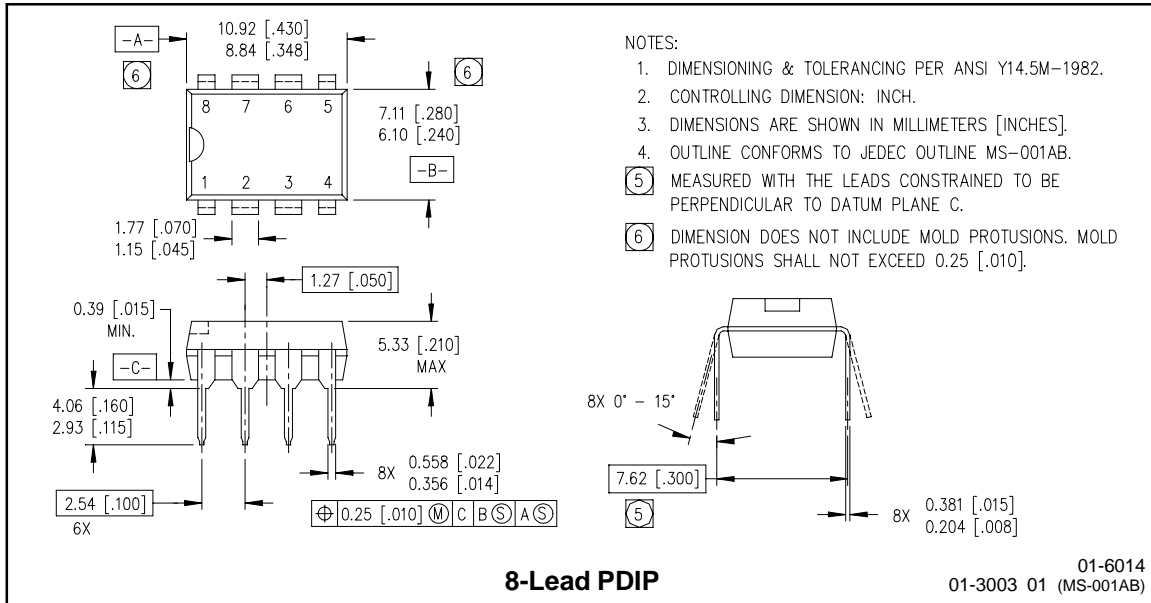 -A-
10.92 [.430]
8.84 [.348]
6
6
8 7 6 5
1 2 3 4
7.11 [.280]
6.10 [.240]
-B-
1.77 [.070]
1.15 [.045]
1.27 [.050]
0.39 [.015]
MIN.
-C-
5.33 [.210]
MAX
4.06 [.160]
2.93 [.115]
8X 0.558 [.022]
0.356 [.014]
2.54 [.100]
6X
⌖ 0.25 [.010] Ⓜ C B Ⓢ A Ⓢ
NOTES:
1. DIMENSIONING & TOLERANCING PER ANSI Y14.5M-1982.
2. CONTROLLING DIMENSION: INCH.
3. DIMENSIONS ARE SHOWN IN MILLIMETERS [INCHES].
4. OUTLINE CONFORMS TO JEDEC OUTLINE MS-001AB.
5 MEASURED WITH THE LEADS CONSTRAINED TO BE
PERPENDICULAR TO DATUM PLANE C.
6 DIMENSION DOES NOT INCLUDE MOLD PROTUSIONS. MOLD
PROTUSIONS SHALL NOT EXCEED 0.25 [.010].
8X 0° - 15°
7.62 [.300]
5
8X 0.381 [.015]
0.204 [.008]
8-Lead PDIP
01-6014
01-3003 01 (MS-001AB)